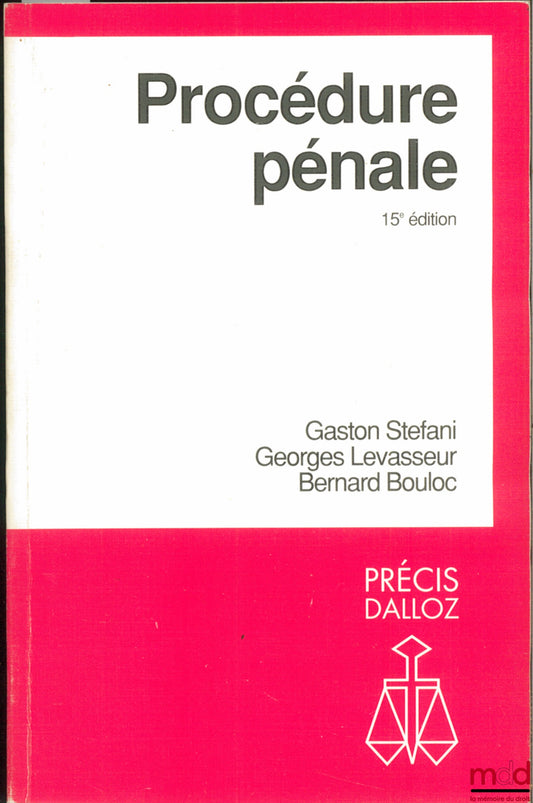 Procédure
pénale
15e édition
Gaston Stefani
Georges Levasseur
Bernard Bouloc
PRÉCIS
DALLOZ
mdd
la mémoire du droit